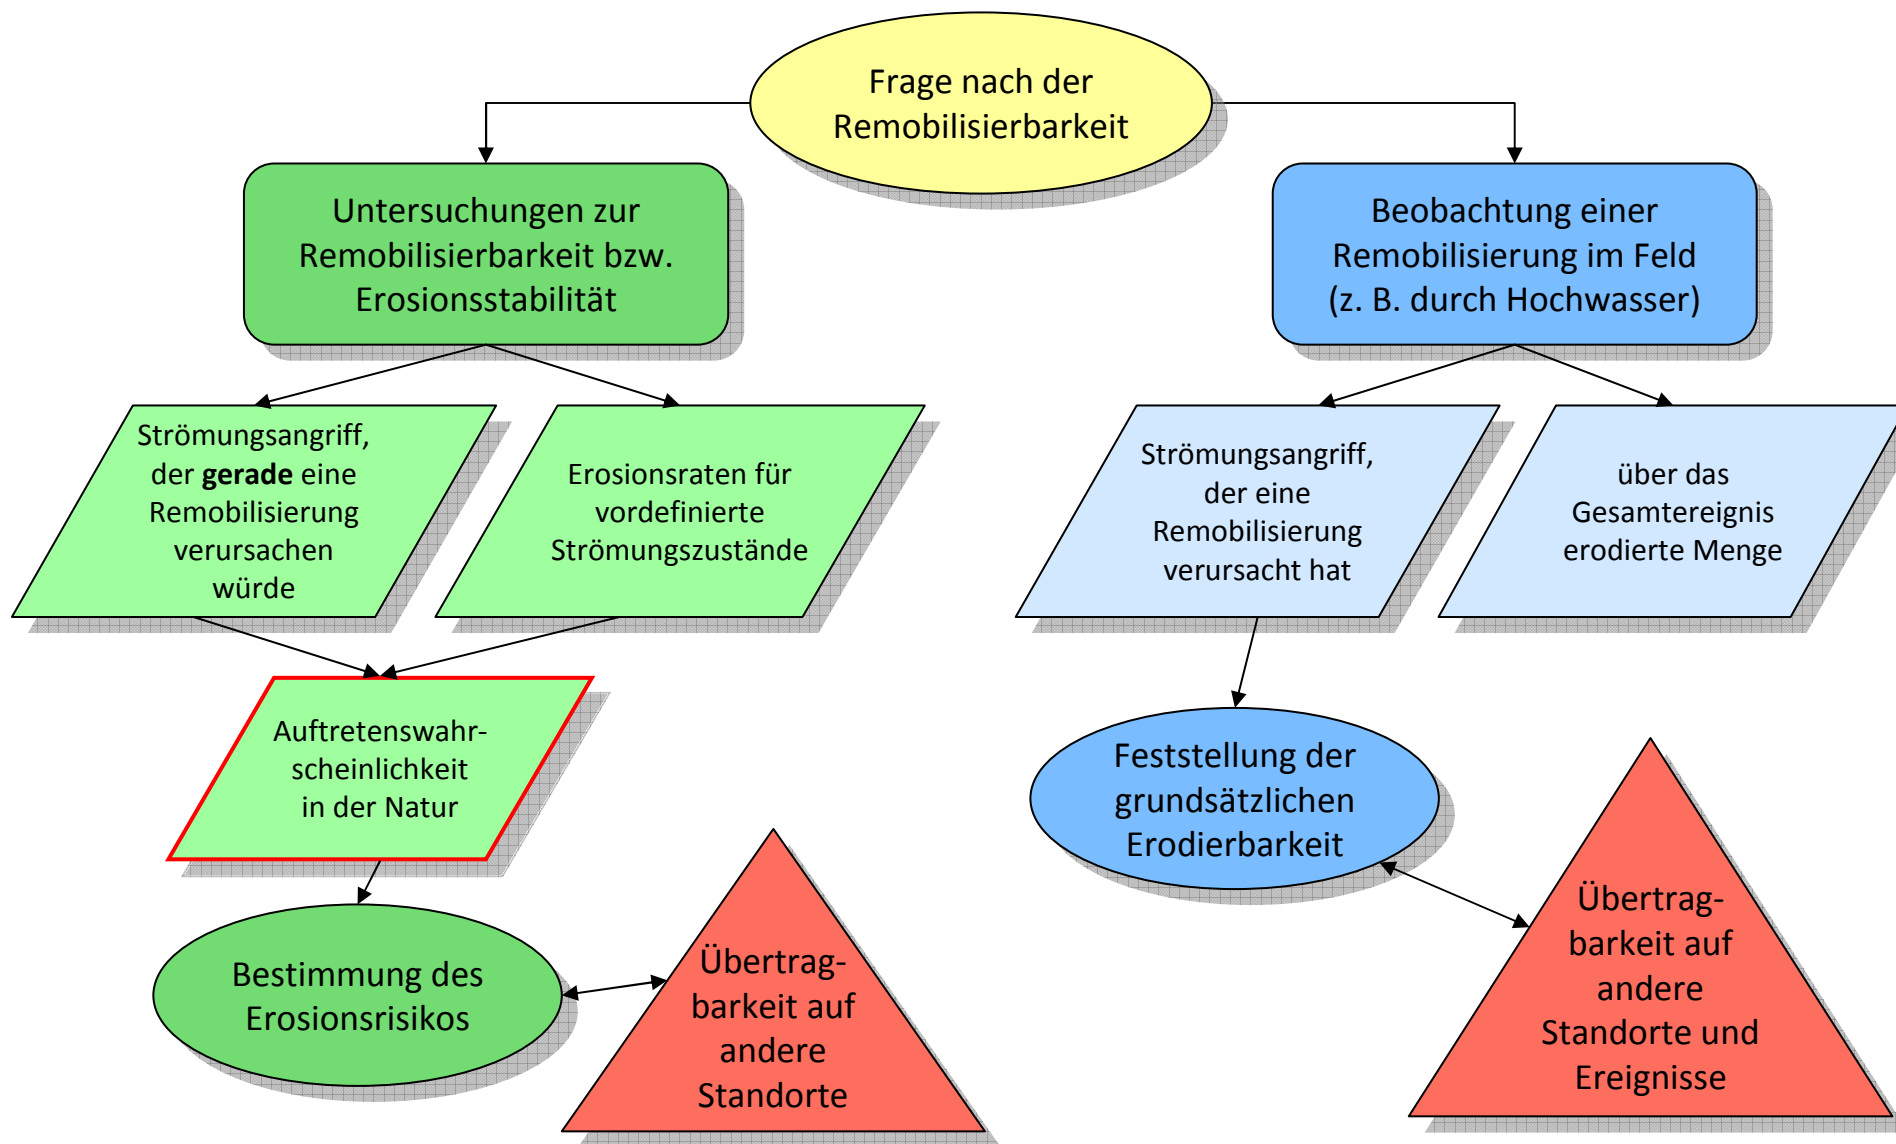 Frage nach der
Remobilisierbarkeit
Untersuchungen zur
Remobilisierbarkeit bzw.
Erosionsstabilität
Beobachtung einer
Remobilisierung im Feld
(z. B. durch Hochwasser)
Strömungsangriff,
der gerade eine
Remobilisierung
verursachen
würde
Erosionsraten für
vordefinierte
Strömungszustände
Strömungsangriff,
der eine
Remobilisierung
verursacht hat
über das
Gesamtereignis
erodierte Menge
Auftretenswahr-
scheinlichkeit
in der Natur
Feststellung der
grundsätzlichen
Erodierbarkeit
Bestimmung des
Erosionsrisikos
Übertrag-
barkeit auf
andere
Standorte
Übertrag-
barkeit auf
andere
Standorte und
Ereignisse